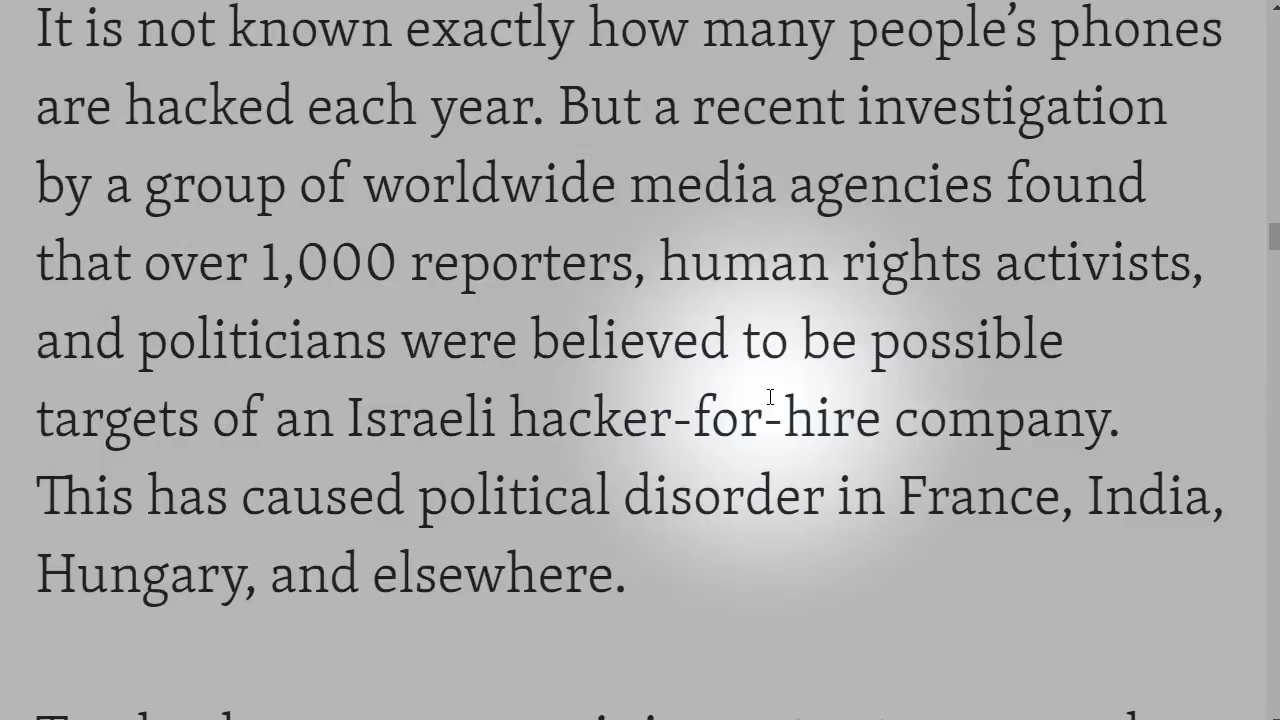 It is not known exactly how many people’s phones
are hacked each year. But a recent investigation
by a group of worldwide media agencies found
that over 1,000 reporters, human rights activists,
and politicians were believed to be possible
targets of an Israeli hacker-for-hire company.
This has caused political disorder in France, India,
Hungary, and elsewhere.